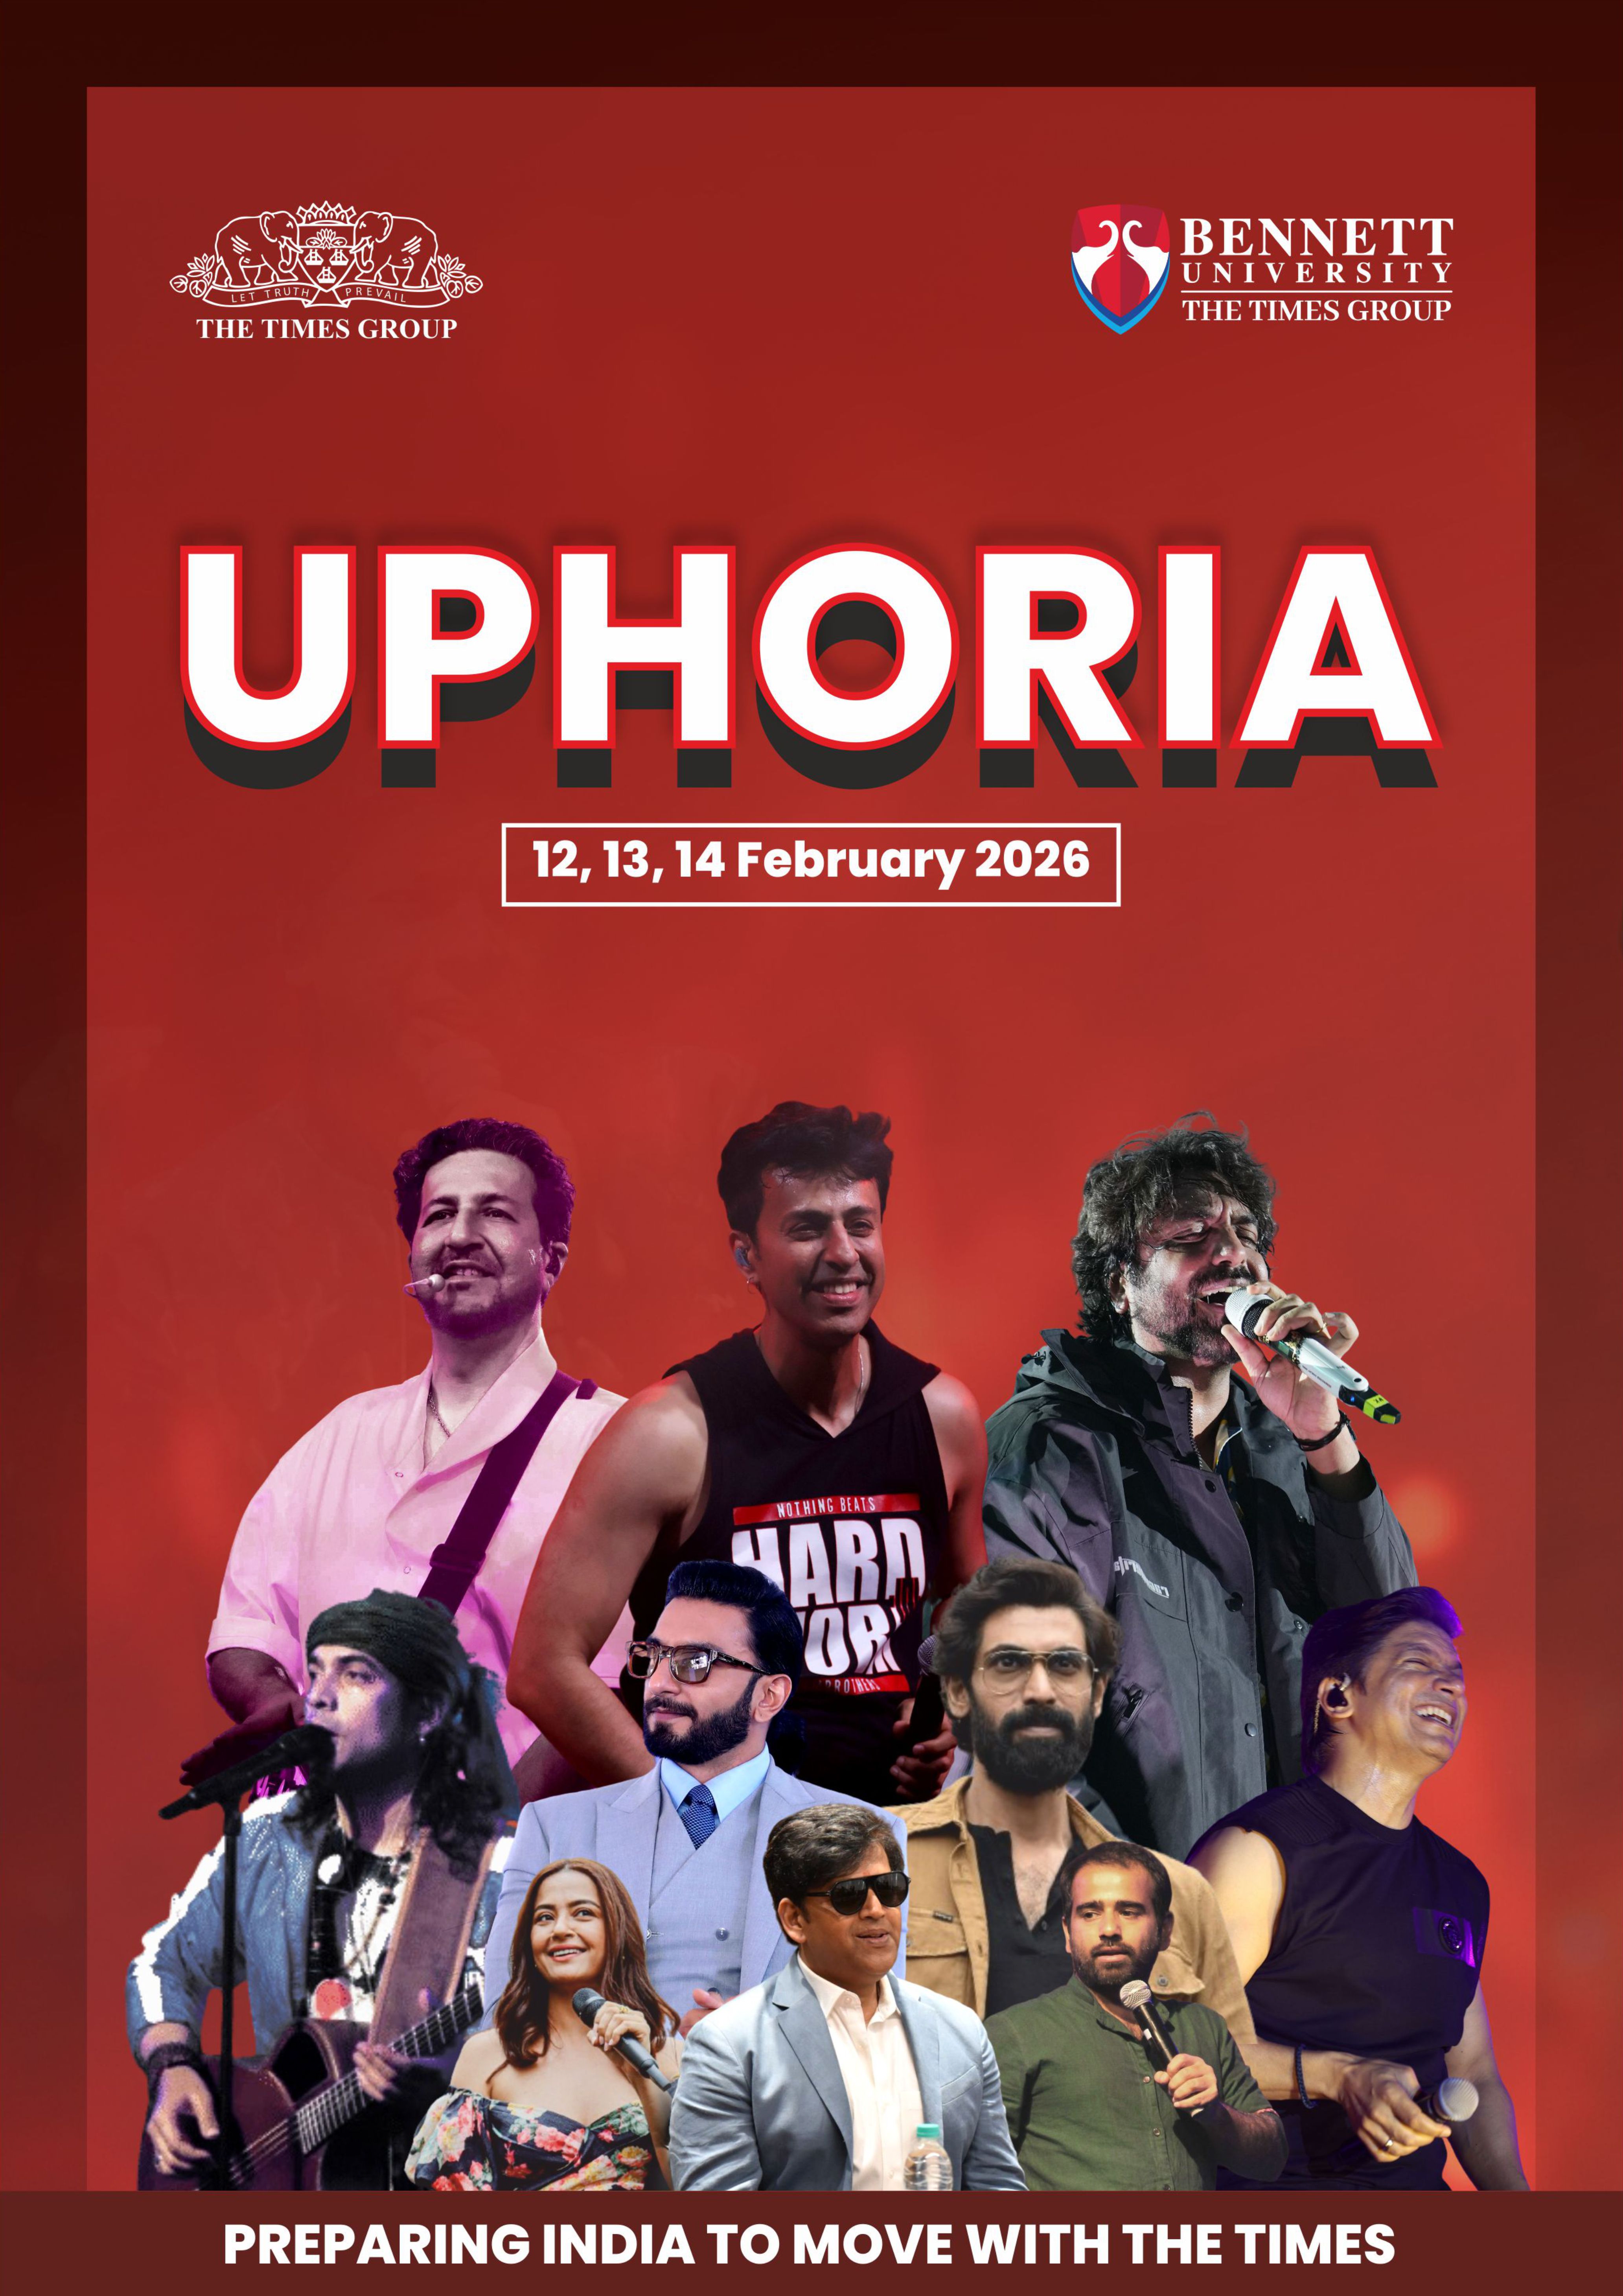 LET TRUTH PREVAIL
THE TIMES GROUP
BENNETT
UNIVERSITY
THE TIMES GROUP
UPHORIA
12, 13, 14 February 2026
NOTHING BEATS
HARD
PREPARING INDIA TO MOVE WITH THE TIMES